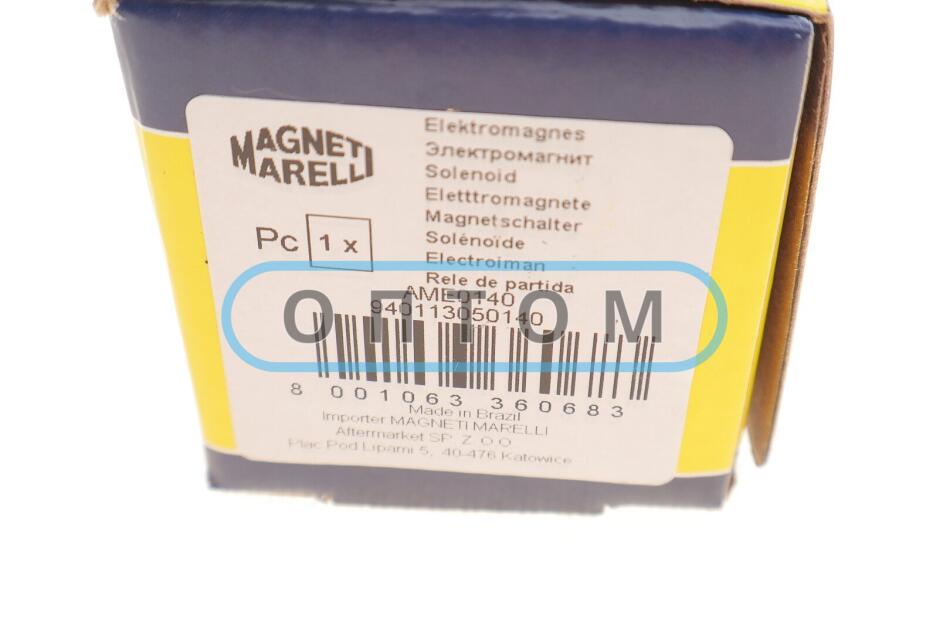 MAGNETI
MARELLI
Pc 1 x
Elektromagnes
Электромагнит
Solenoid
Eletttromagnete
Magnetschalter
Solénoïde
Electroiman
Rele de partida
AME0140
940113050140
ОПТОМ
8 001063 360683
Made in Brazil
Importer MAGNETI MARELLI
Aftermarket SP. Z O.O
Plac Pod Lipami 5, 40-476 Katowice